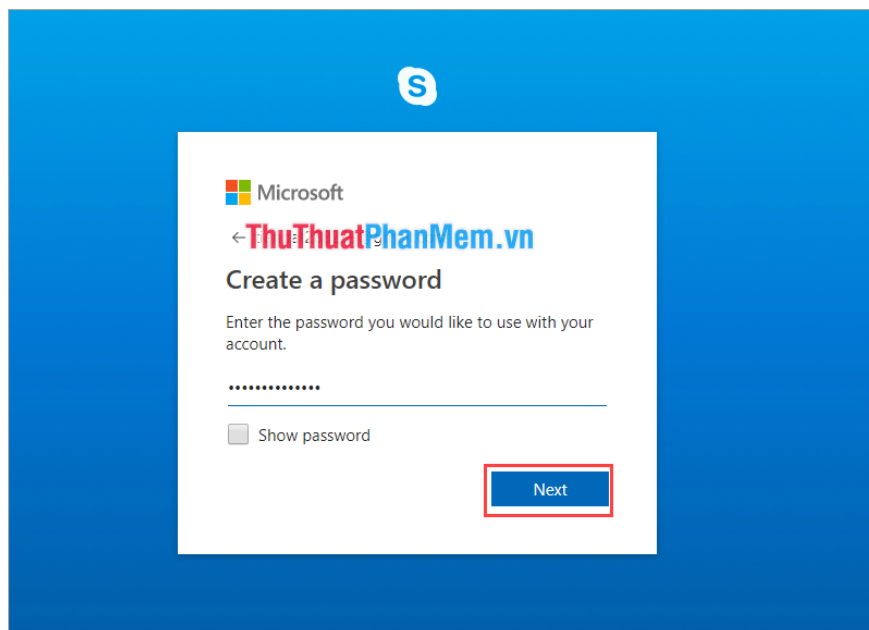 S
Microsoft
ThuThuatPhanMem.vn
Create a password
Enter the password you would like to use with your
account.
••••••••••••••
Show password
Next